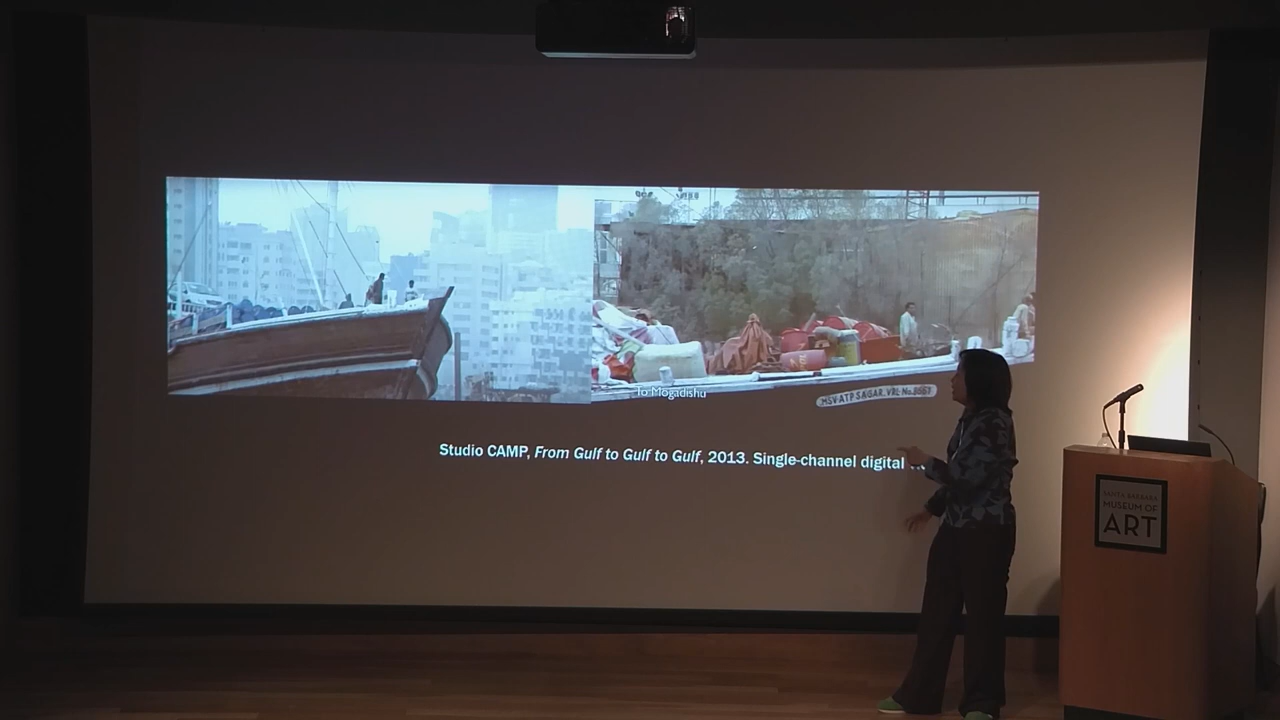 To Mogadishu
MSV-ATP SAGAR. VRL-No.
Studio CAMP, From Gulf to Gulf to Gulf, 2013. Single-channel digital
SANTA BARBARA
MUSEUM OF
ART